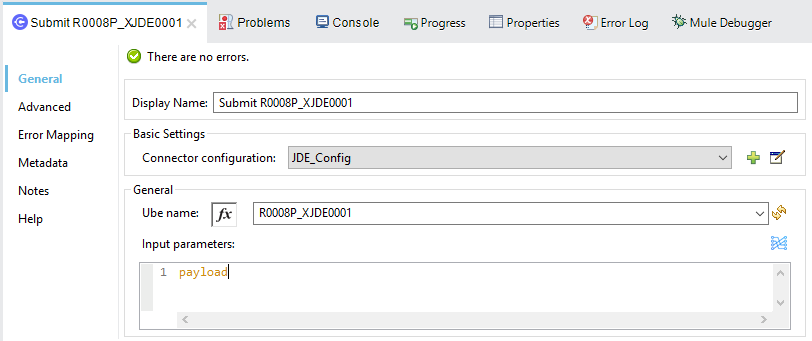 Submit R0008P_XJDE0001 Problems Console Progress Properties Error Log Mule Debugger
There are no errors.
General
Advanced
Error Mapping
Metadata
Notes
Help
Display Name: Submit R0008P_XJDE0001
Basic Settings
Connector configuration: JDE_Config
General
Ube name: fx R0008P_XJDE0001
Input parameters:
1 payload